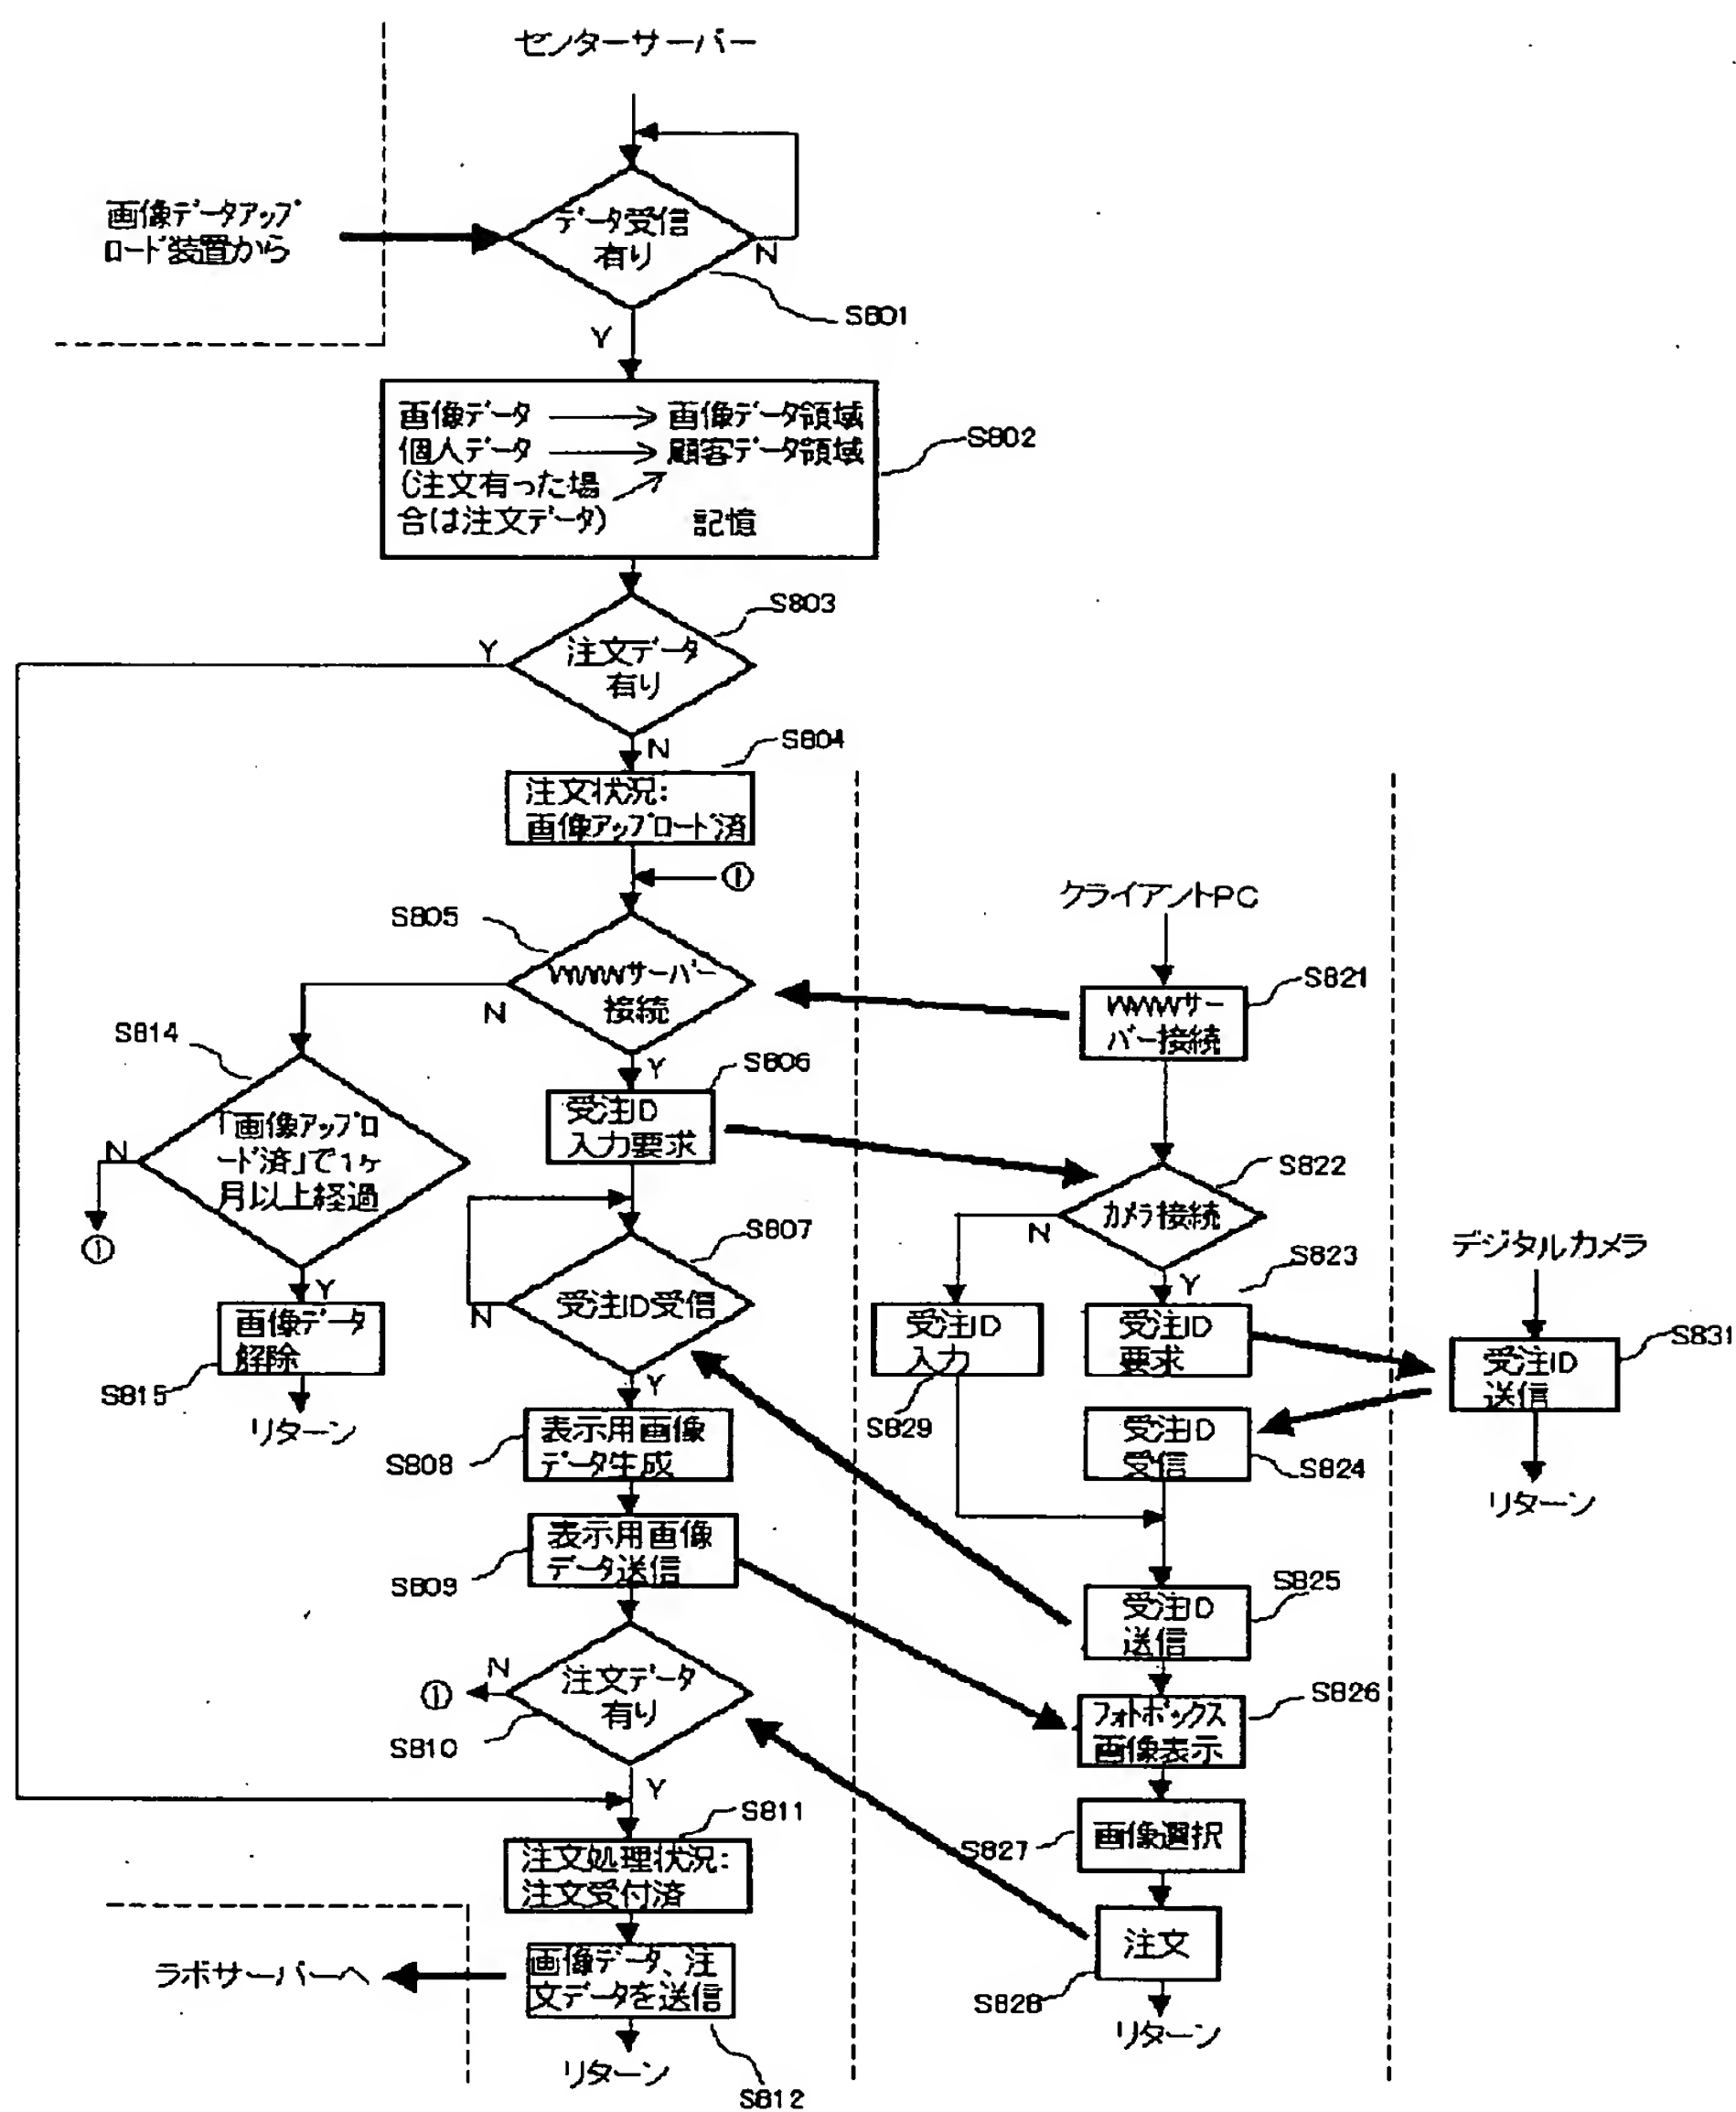 センターサーバー
画像データアップ
ロード装置から
データ受信
有り
N
S801
Y
画像データ → 画像データ領域
個人データ → 顧客データ領域
(注文有った場
合は注文データ) 記憶
S802
S803
注文データ
有り
Y
N
S804
注文状況:
画像アップロード済
①
S805
WWWサーバー
接続
N
Y
S814
「画像アップロ
ード済」で1ヶ
月以上経過
N
①
Y
画像データ
解除
S815
リターン
S806
受注ID
入力要求
S807
受注ID受信
N
Y
表示用画像
データ生成
S808
表示用画像
データ送信
S809
注文データ
有り
N
①
S810
Y
S811
注文処理状況:
注文受付済
画像データ、注
文データを送信
ラボサーバーへ
リターン
S812
クライアントPC
S821
WWWサー
バー接続
S822
カメラ接続
N
Y
S823
受注ID
入力
S829
受注ID
要求
受注ID
受信
S824
S825
受注ID
送信
S826
フォトボックス
画像表示
画像選択
S827
注文
S828
リターン
デジタルカメラ
S831
受注ID
送信
リターン